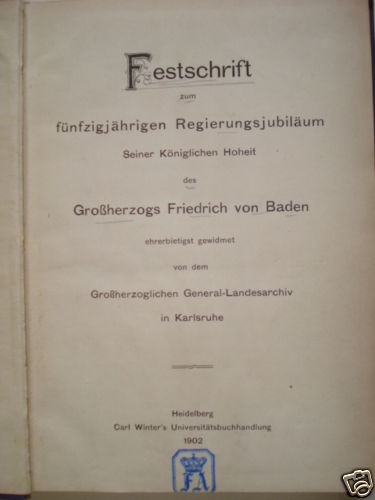 Festschrift
zum
fünfzigjährigen Regierungsjubiläum
Seiner Königlichen Hoheit
des
Großherzogs Friedrich von Baden
ehrerbietigst gewidmet
von dem
Großherzoglichen General-Landesarchiv
in Karlsruhe
Heidelberg
Carl Winter's Universitätsbuchhandlung
1902
FA